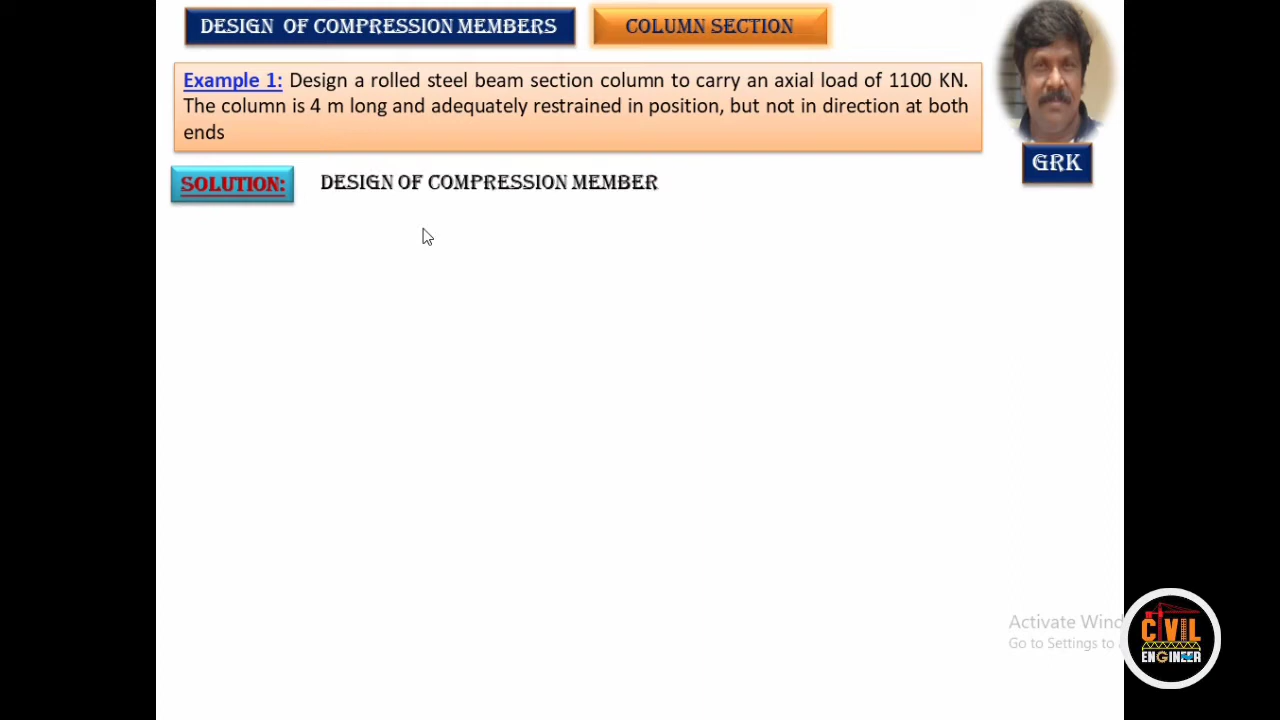 DESIGN OF COMPRESSION MEMBERS
COLUMN SECTION
Example 1: Design a rolled steel beam section column to carry an axial load of 1100 KN.
The column is 4 m long and adequately restrained in position, but not in direction at both
ends
GRK
SOLUTION:
DESIGN OF COMPRESSION MEMBER
Activate Wind
Go to Settings to
CIVIL
ENGINEER